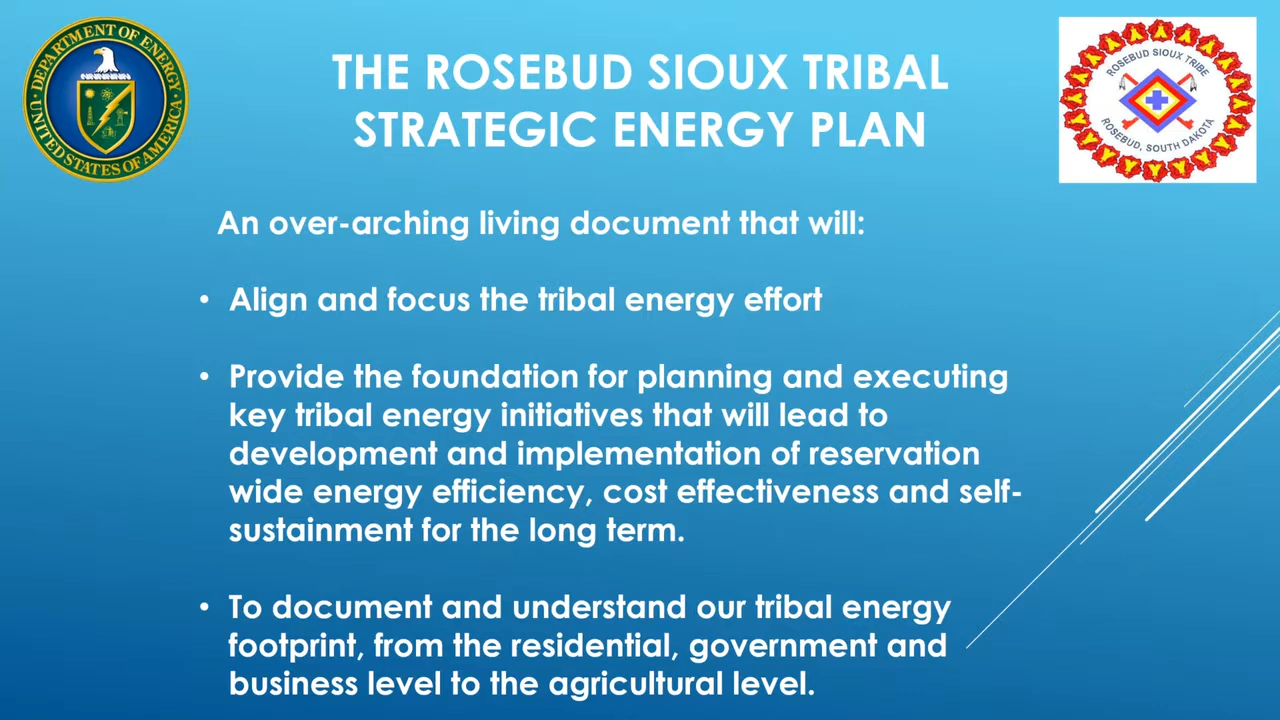 DEPARTMENT OF ENERGY
UNITED STATES OF AMERICA
THE ROSEBUD SIOUX TRIBAL
STRATEGIC ENERGY PLAN
ROSEBUD SIOUX TRIBE
ROSEBUD, SOUTH DAKOTA
An over-arching living document that will:
• Align and focus the tribal energy effort
• Provide the foundation for planning and executing
key tribal energy initiatives that will lead to
development and implementation of reservation
wide energy efficiency, cost effectiveness and self-
sustainment for the long term.
• To document and understand our tribal energy
footprint, from the residential, government and
business level to the agricultural level.